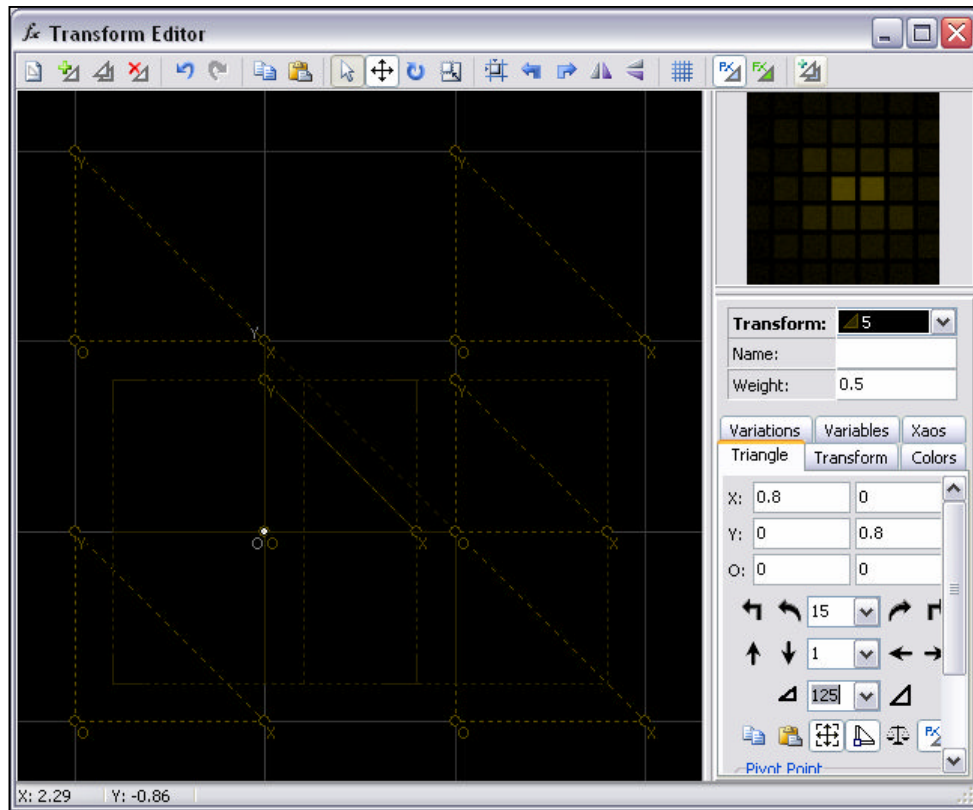 Transform Editor
Transform: 5
Name:
Weight: 0.5
Variations Variables Xaos
Triangle Transform Colors
X: 0.8 0
Y: 0 0.8
O: 0 0
15
1
125
Pivot Point
Y Y
Y
O X O X
Y Y
Y O O O X O X
O X O X
X: 2.29 Y: -0.86